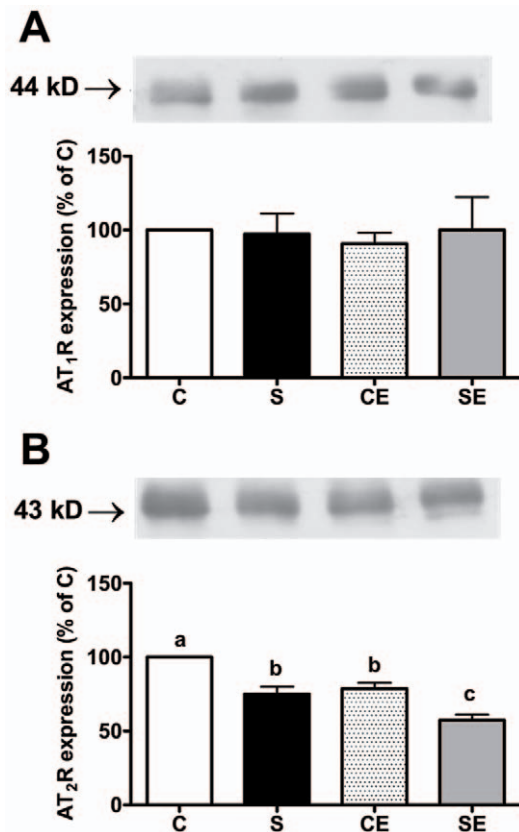 A
44 kD →
150
100
50
0
AT₁R expression (% of C)
C S CE SE
B
43 kD →
150
100
50
0
AT₂R expression (% of C)
a b b c
C S CE SE